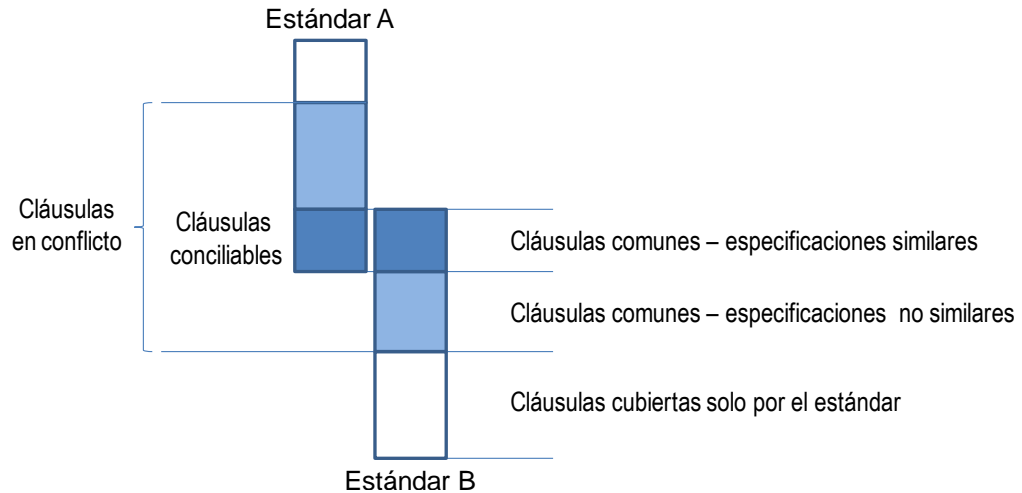 Estándar A
Cláusulas
en conflicto
Cláusulas
conciliables
Cláusulas comunes – especificaciones similares
Cláusulas comunes – especificaciones no similares
Cláusulas cubiertas solo por el estándar
Estándar B